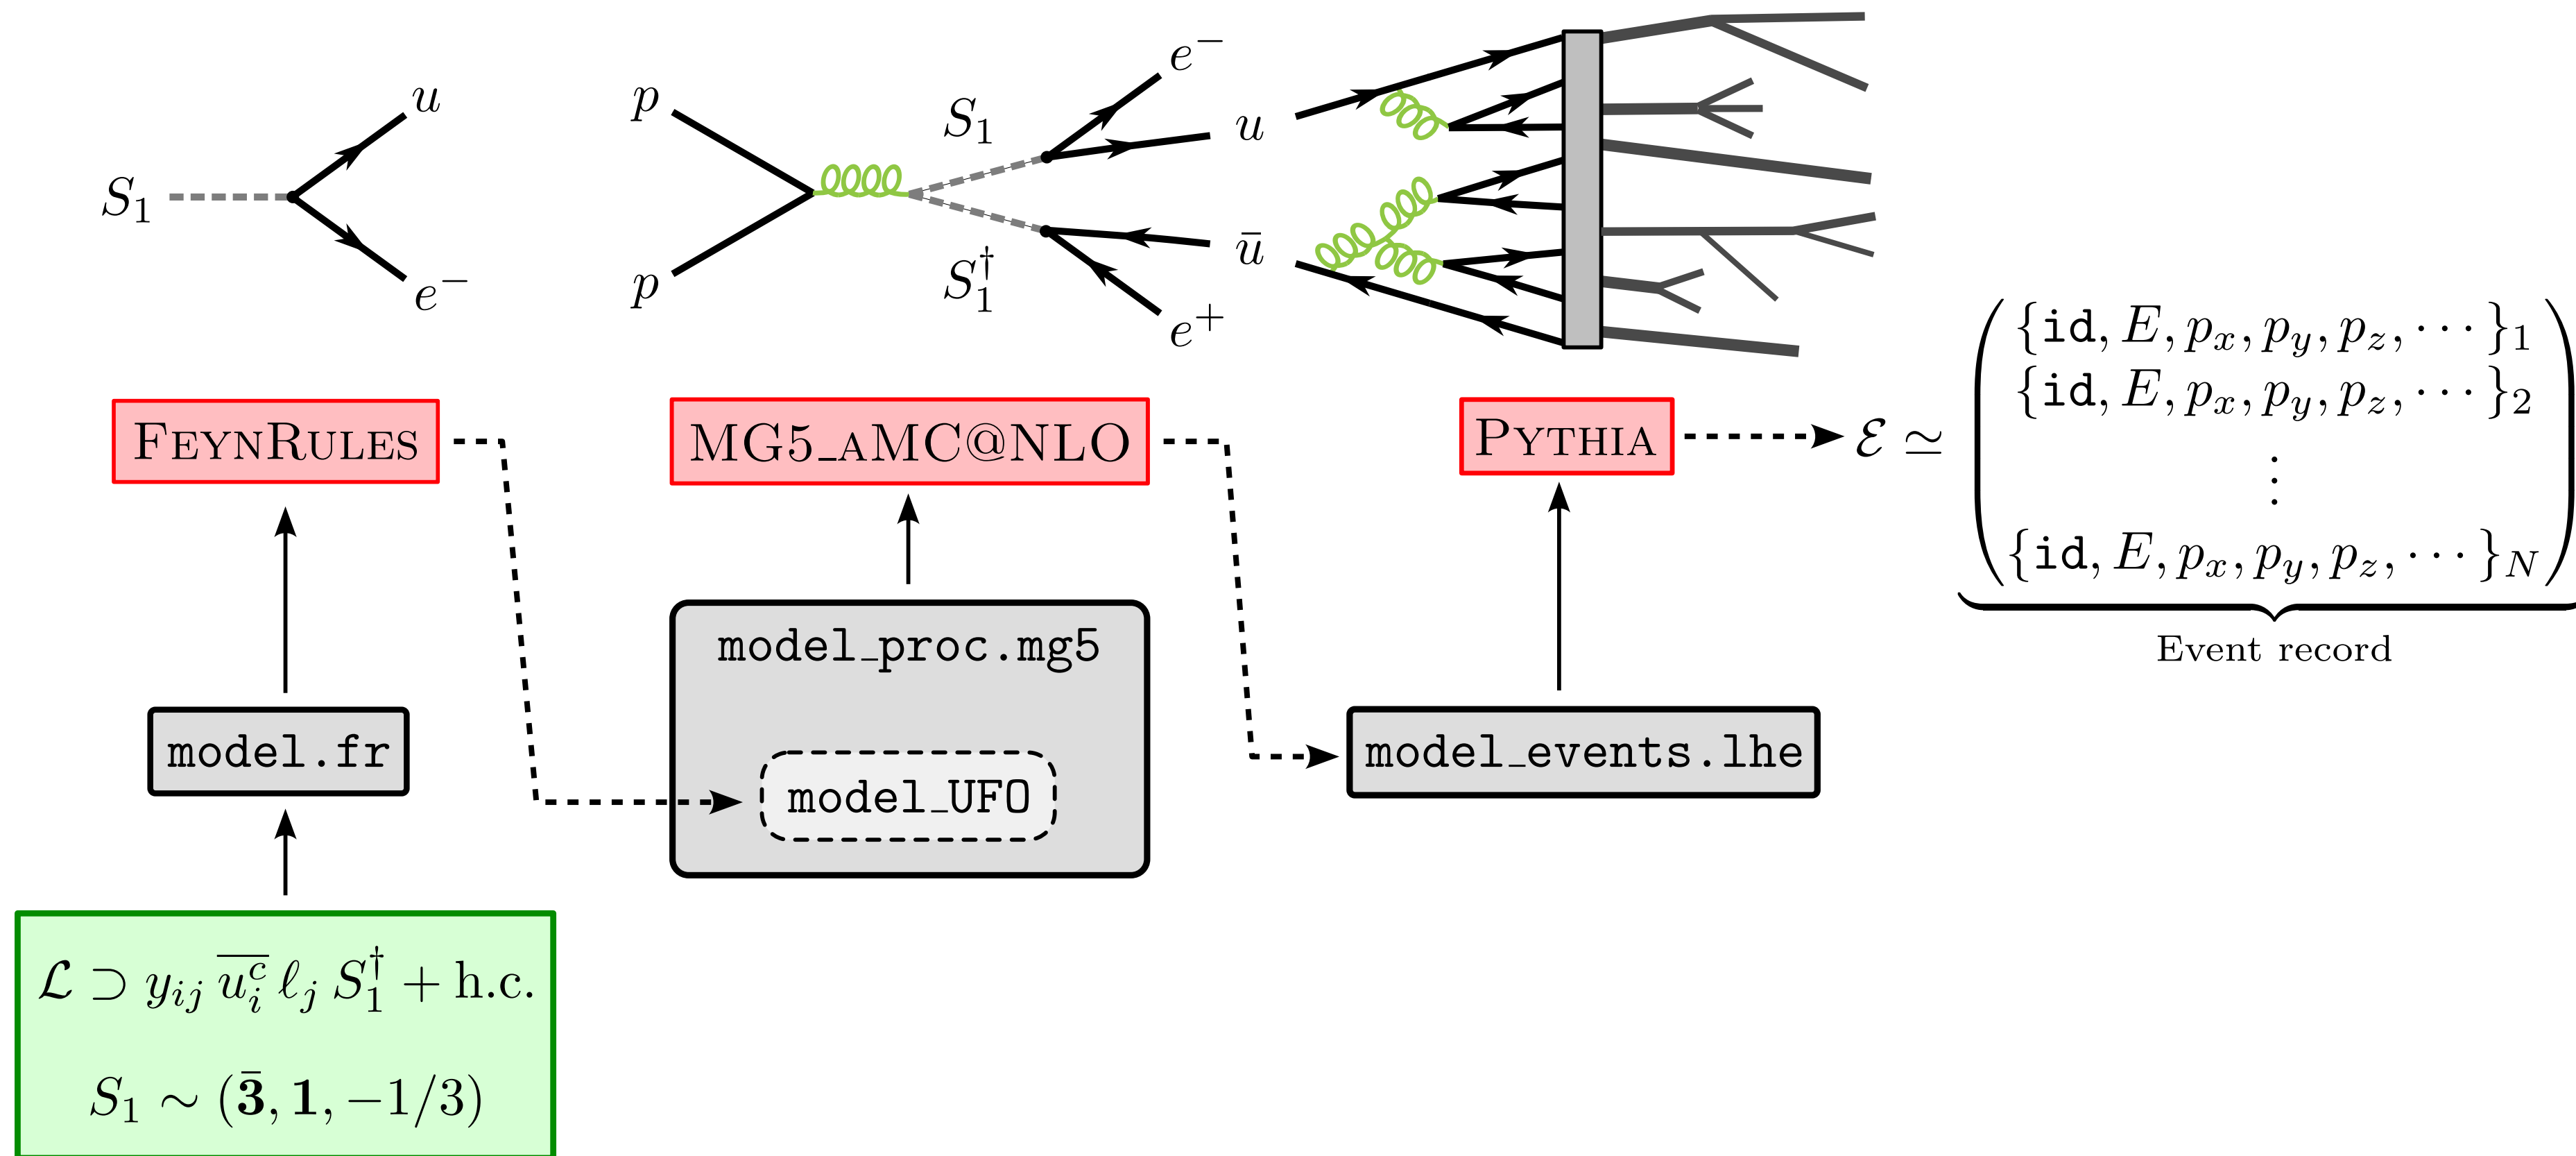 S₁
u
e⁻
p
p
S₁
S₁†
e⁻
u
ū
e⁺
FEYNRULES
MG5_AMC@NLO
PYTHIA
ℰ ≃
{id, E, pₓ, p_y, p_z, ⋯}₁
{id, E, pₓ, p_y, p_z, ⋯}₂
⋮
{id, E, pₓ, p_y, p_z, ⋯}_N
Event record
model.fr
model_proc.mg5
model_UFO
model_events.lhe
ℒ ⊃ y_{ij} \overline{u_i^c} ℓ_j S₁† + h.c.
S₁ ∼ (3̄, 1, −1/3)